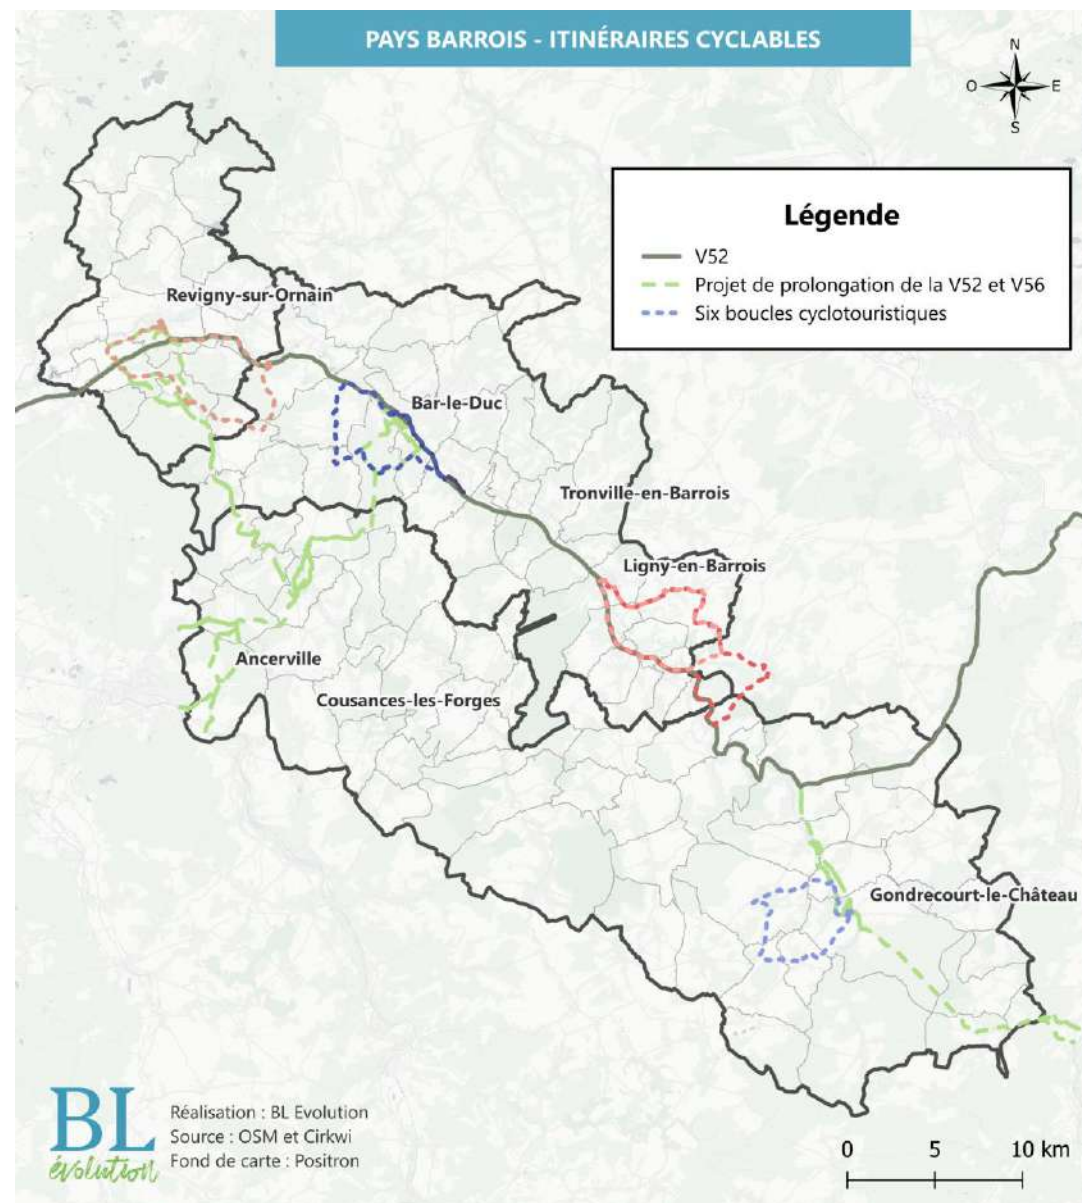 PAYS BARROIS - ITINÉRAIRES CYCLABLES
N
O
E
S
Légende
V52
Projet de prolongation de la V52 et V56
Six boucles cyclotouristiques
Revigny-sur-Ornain
Bar-le-Duc
Tronville-en-Barrois
Ligny-en-Barrois
Ancerville
Cousances-les-Forges
Gondrecourt-le-Château
BL
évolution
Réalisation : BL Evolution
Source : OSM et Cirkwi
Fond de carte : Positron
0 5 10 km